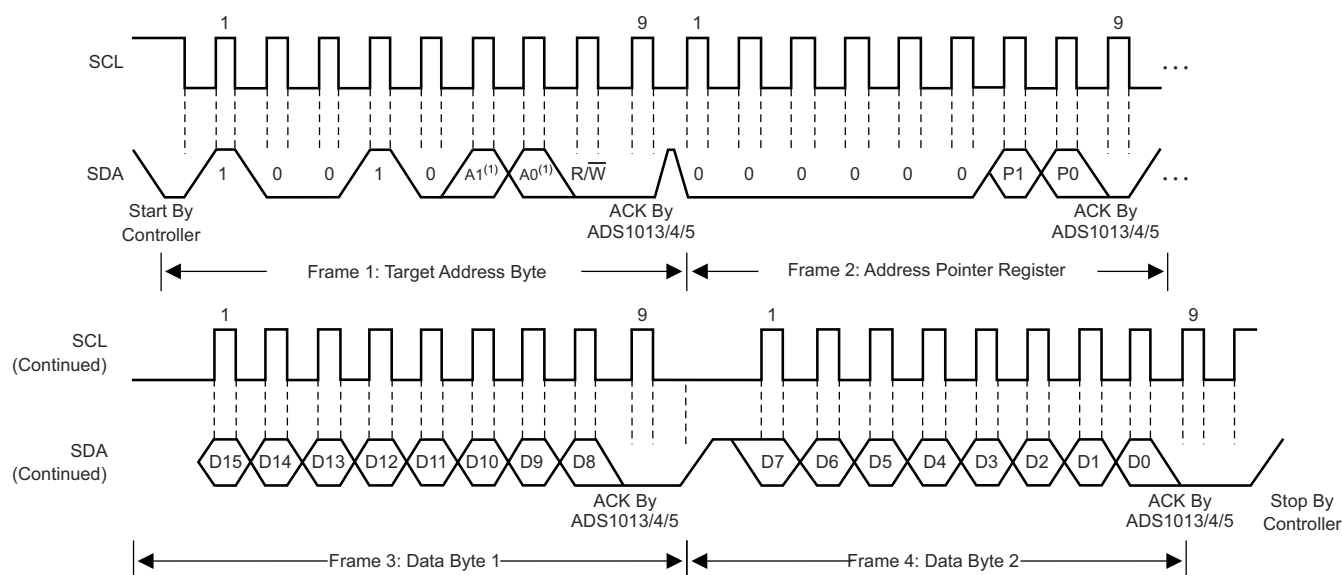 1 9 1 9
SCL ...
SDA 1 0 0 1 0 A1(1) A0(1) R/W̅ 0 0 0 0 0 0 P1 P0 ...
Start By
Controller
ACK By
ADS1013/4/5
ACK By
ADS1013/4/5
Frame 1: Target Address Byte
Frame 2: Address Pointer Register
1 9 1 9
SCL
(Continued)
SDA
(Continued)
D15 D14 D13 D12 D11 D10 D9 D8 D7 D6 D5 D4 D3 D2 D1 D0
ACK By
ADS1013/4/5
ACK By
ADS1013/4/5
Stop By
Controller
Frame 3: Data Byte 1
Frame 4: Data Byte 2